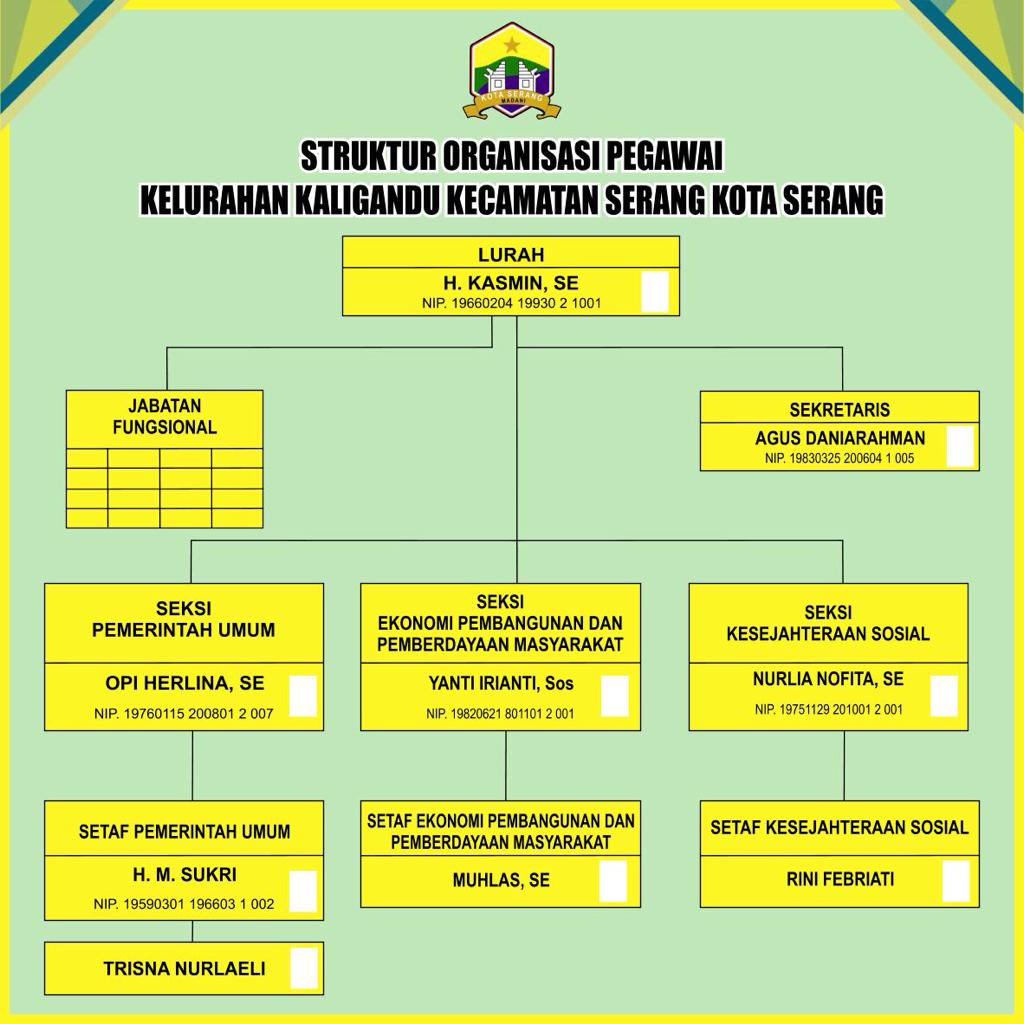 KOTA SERANG
MADANI
STRUKTUR ORGANISASI PEGAWAI
KELURAHAN KALIGANDU KECAMATAN SERANG KOTA SERANG
LURAH
H. KASMIN, SE
NIP. 19660204 19930 2 1001
JABATAN
FUNGSIONAL
SEKRETARIS
AGUS DANIARAHMAN
NIP. 19830325 200604 1 005
SEKSI
PEMERINTAH UMUM
OPI HERLINA, SE
NIP. 19760115 200801 2 007
SEKSI
EKONOMI PEMBANGUNAN DAN
PEMBERDAYAAN MASYARAKAT
YANTI IRIANTI, Sos
NIP. 19820621 801101 2 001
SEKSI
KESEJAHTERAAN SOSIAL
NURLIA NOFITA, SE
NIP. 19751129 201001 2 001
SETAF PEMERINTAH UMUM
H. M. SUKRI
NIP. 19590301 196603 1 002
TRISNA NURLAELI
SETAF EKONOMI PEMBANGUNAN DAN
PEMBERDAYAAN MASYARAKAT
MUHLAS, SE
SETAF KESEJAHTERAAN SOSIAL
RINI FEBRIATI